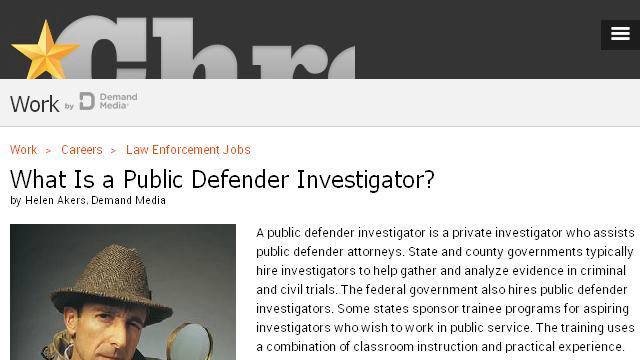 Chr
Work by Demand Media
Work > Careers > Law Enforcement Jobs
What Is a Public Defender Investigator?
by Helen Akers, Demand Media
A public defender investigator is a private investigator who assists
public defender attorneys. State and county governments typically
hire investigators to help gather and analyze evidence in criminal
and civil trials. The federal government also hires public defender
investigators. Some states sponsor trainee programs for aspiring
investigators who wish to work in public service. The training uses
a combination of classroom instruction and practical experience.